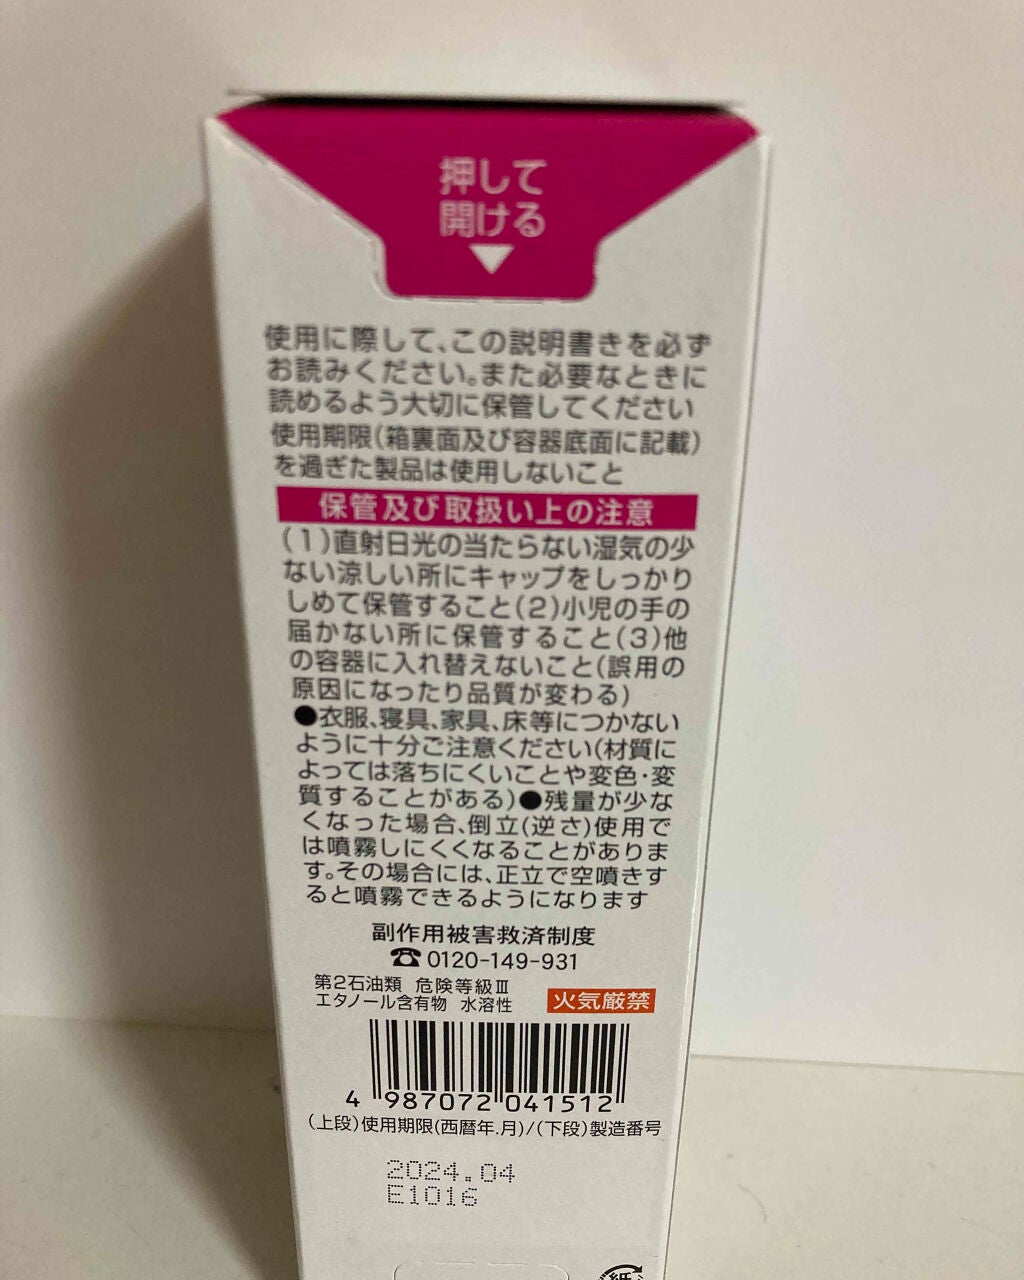 押して
開ける
使用に際して、この説明書きを必ず
お読みください。また必要なときに
読めるよう大切に保管してください
使用期限(箱裏面及び容器底面に記載)
を過ぎた製品は使用しないこと
保管及び取扱い上の注意
(1)直射日光の当たらない湿気の少
ない涼しい所にキャップをしっかり
しめて保管すること(2)小児の手の
届かない所に保管すること(3)他
の容器に入れ替えないこと(誤用の
原因になったり品質が変わる)
●衣服、寝具、家具、床等につかない
ように十分ご注意ください(材質に
よっては落ちにくいことや変色・変
質することがある)●残量が少な
くなった場合、倒立(逆さ)使用で
は噴霧しにくくなることがありま
す。その場合には、正立で空噴きす
ると噴霧できるようになります
副作用被害救済制度
☎0120-149-931
第2石油類 危険等級Ⅲ
エタノール含有物 水溶性
火気厳禁
4 987072 041512
(上段)使用期限(西暦年.月)/(下段)製造番号
2024.04
E1016
紙